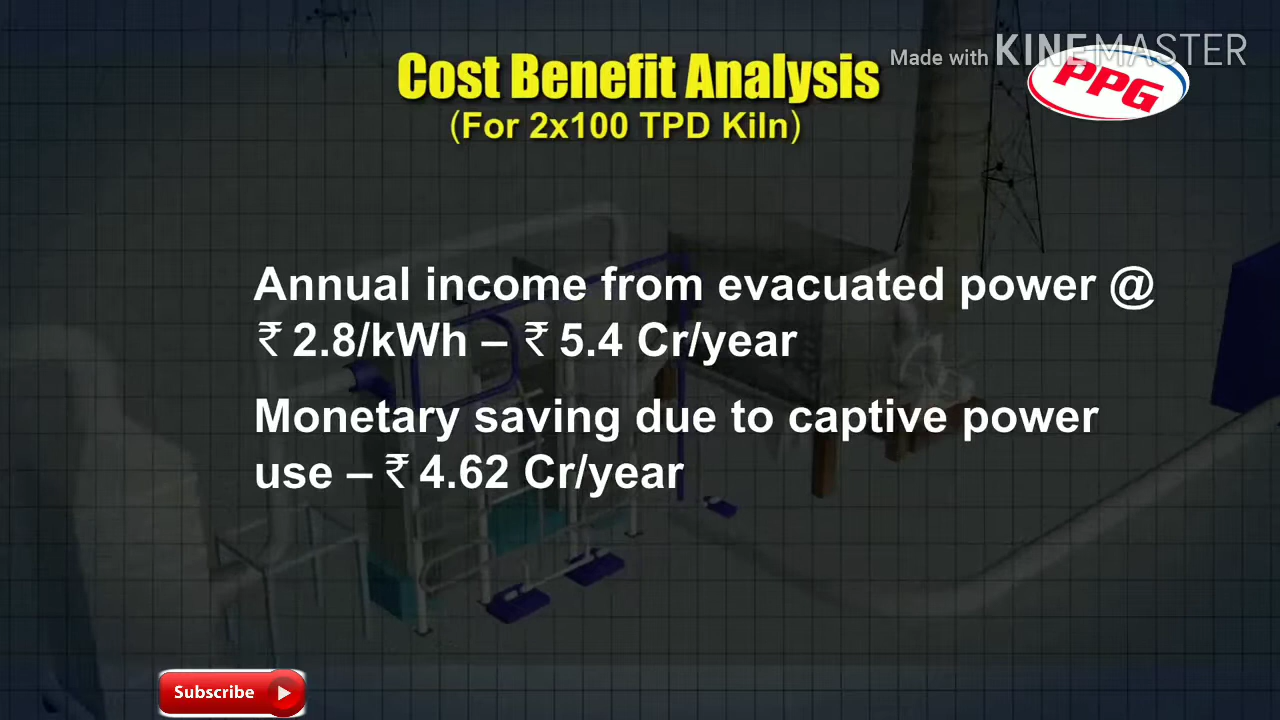 Cost Benefit Analysis
Made with KINEMASTER
PPG
(For 2x100 TPD Kiln)
Annual income from evacuated power @
₹ 2.8/kWh – ₹ 5.4 Cr/year
Monetary saving due to captive power
use – ₹ 4.62 Cr/year
Subscribe